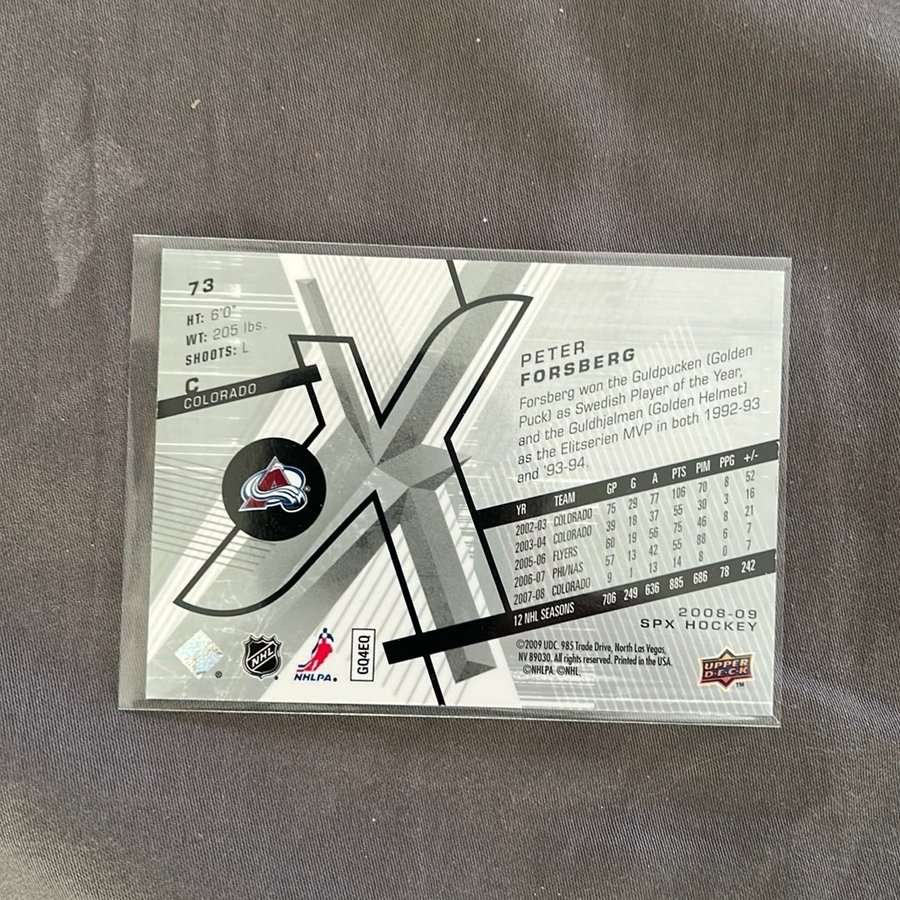 73
HT: 6'0"
WT: 205 lbs.
SHOOTS: L
C
COLORADO
PETER
FORSBERG
Forsberg won the Guldpucken (Golden
Puck) as Swedish Player of the Year,
and the Guldhjalmen (Golden Helmet)
as the Elitserien MVP in both 1992-93
and '93-94.
YR TEAM GP G A PTS PIM PPG +/-
2002-03 COLORADO 75 29 77 106 70 8 52
2003-04 COLORADO 39 18 37 55 30 3 16
2005-06 FLYERS 60 19 56 75 46 8 21
2006-07 PHI/NAS 57 13 42 55 88 6 7
2007-08 COLORADO 9 1 13 14 8 0 7
12 NHL SEASONS 706 249 636 885 686 78 242
2008-09
SPX HOCKEY
©2009 UDC. 985 Trade Drive, North Las Vegas,
NV 89030. All rights reserved. Printed in the USA.
©NHLPA. ©NHL.
®
NHL
NHLPA
GQ4EQ
UPPER
DECK
TM